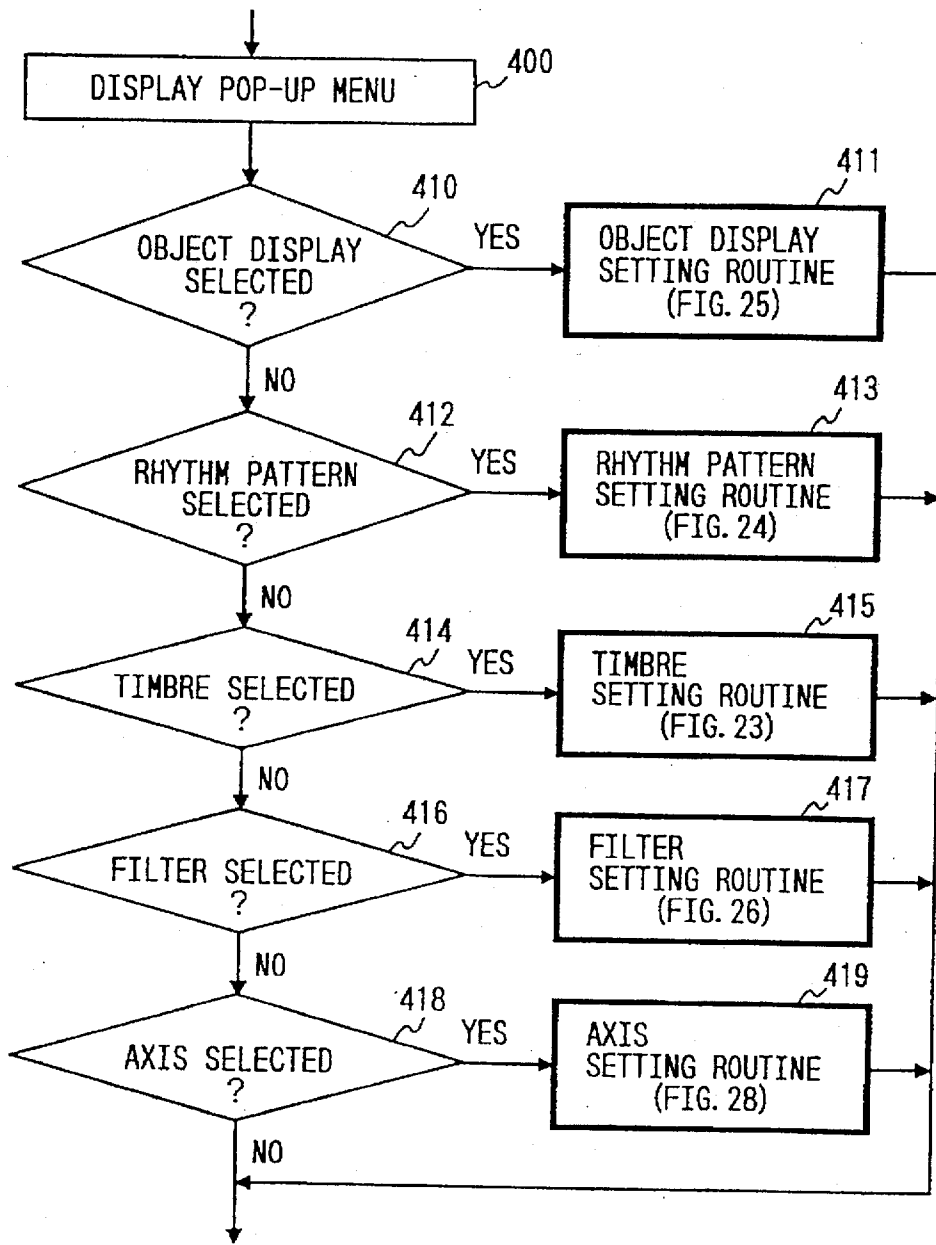 400
DISPLAY POP-UP MENU
410
OBJECT DISPLAY
SELECTED
?
YES
411
OBJECT DISPLAY
SETTING ROUTINE
(FIG. 25)
NO
412
RHYTHM PATTERN
SELECTED
?
YES
413
RHYTHM PATTERN
SETTING ROUTINE
(FIG. 24)
NO
414
TIMBRE SELECTED
?
YES
415
TIMBRE
SETTING ROUTINE
(FIG. 23)
NO
416
FILTER SELECTED
?
YES
417
FILTER
SETTING ROUTINE
(FIG. 26)
NO
418
AXIS SELECTED
?
YES
419
AXIS
SETTING ROUTINE
(FIG. 28)
NO